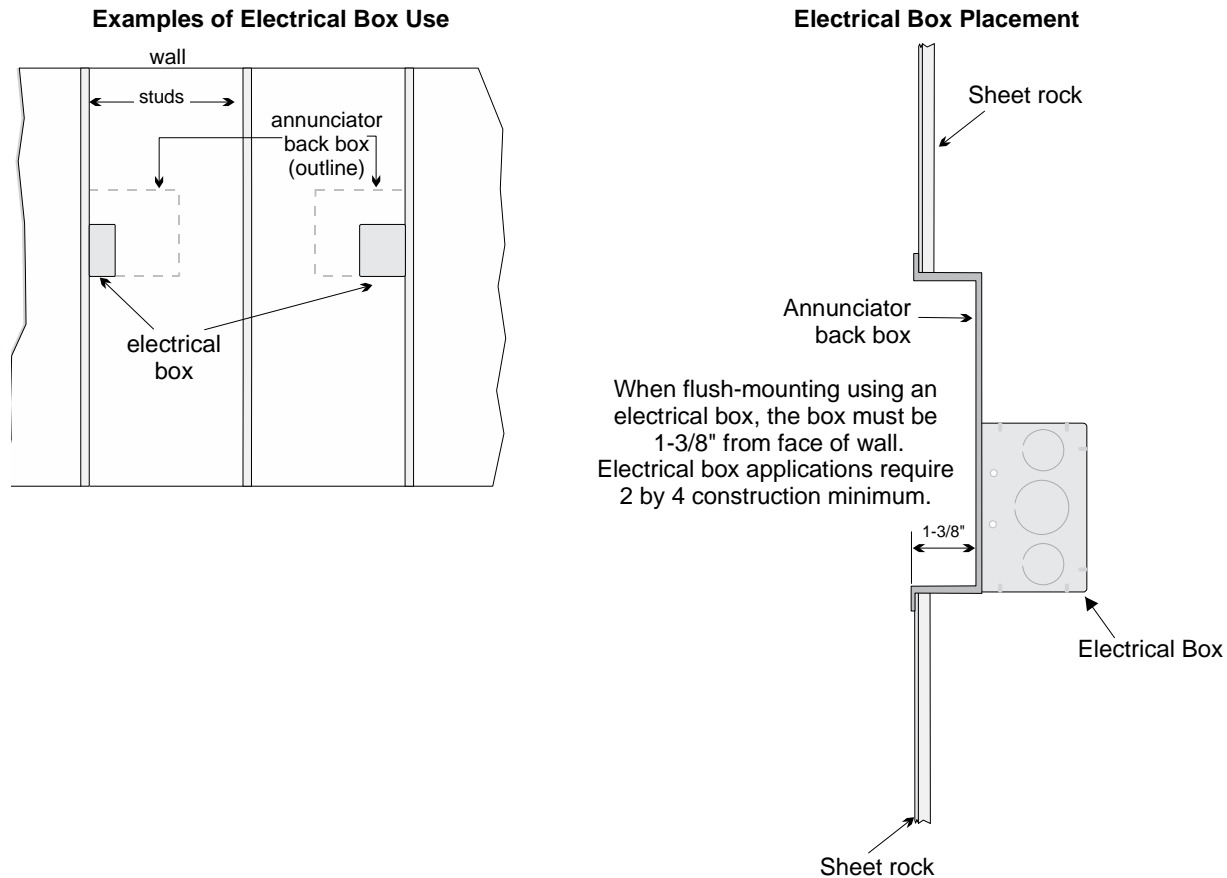 Examples of Electrical Box Use
wall
studs
annunciator
back box
(outline)
electrical
box
Electrical Box Placement
Sheet rock
Annunciator
back box
When flush-mounting using an
electrical box, the box must be
1-3/8" from face of wall.
Electrical box applications require
2 by 4 construction minimum.
1-3/8"
Electrical Box
Sheet rock